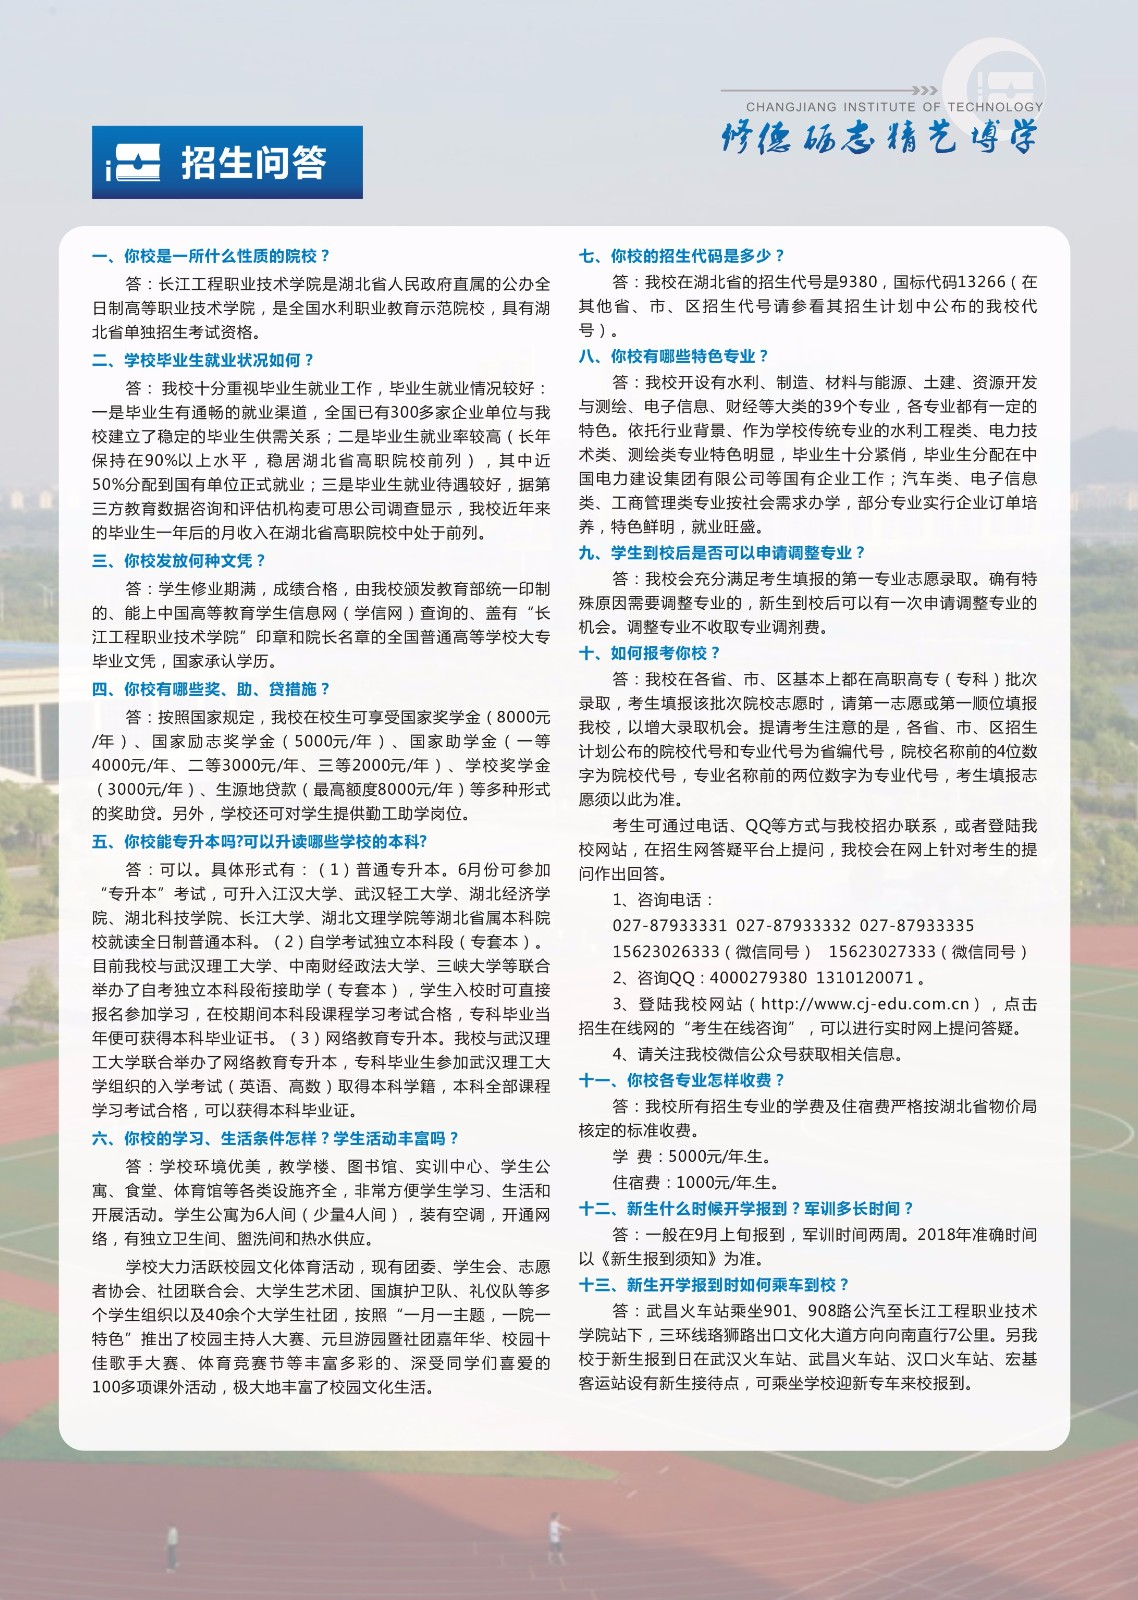 CHANGJIANG INSTITUTE OF TECHNOLOGY
修德砺志精艺博学
招生问答
一、你校是一所什么性质的院校？
答：长江工程职业技术学院是湖北省人民政府直属的公办全
日制高等职业技术学院，是全国水利职业教育示范院校，具有湖
北省单独招生考试资格。
二、学校毕业生就业状况如何？
答： 我校十分重视毕业生就业工作，毕业生就业情况较好：
一是毕业生有通畅的就业渠道，全国已有300多家企业单位与我
校建立了稳定的毕业生供需关系；二是毕业生就业率较高（长年
保持在90%以上水平，稳居湖北省高职院校前列），其中近
50%分配到国有单位正式就业；三是毕业生就业待遇较好，据第
三方教育数据咨询和评估机构麦可思公司调查显示，我校近年来
的毕业生一年后的月收入在湖北省高职院校中处于前列。
三、你校发放何种文凭？
答：学生修业期满，成绩合格，由我校颁发教育部统一印制
的、能上中国高等教育学生信息网（学信网）查询的、盖有“长
江工程职业技术学院”印章和院长名章的全国普通高等学校大专
毕业文凭，国家承认学历。
四、你校有哪些奖、助、贷措施？
答：按照国家规定，我校在校生可享受国家奖学金（8000元
/年）、国家励志奖学金（5000元/年）、国家助学金（一等
4000元/年、二等3000元/年、三等2000元/年）、学校奖学金
（3000元/年）、生源地贷款（最高额度8000元/年）等多种形式
的奖助贷。另外，学校还可对学生提供勤工助学岗位。
五、你校能专升本吗?可以升读哪些学校的本科?
答：可以。具体形式有：（1）普通专升本。6月份可参加
“专升本”考试，可升入江汉大学、武汉轻工大学、湖北经济学
院、湖北科技学院、长江大学、湖北文理学院等湖北省属本科院
校就读全日制普通本科。（2）自学考试独立本科段（专套本）。
目前我校与武汉理工大学、中南财经政法大学、三峡大学等联合
举办了自考独立本科段衔接助学（专套本），学生入校时可直接
报名参加学习，在校期间本科段课程学习考试合格，专科毕业当
年便可获得本科毕业证书。（3）网络教育专升本。我校与武汉理
工大学联合举办了网络教育专升本，专科毕业生参加武汉理工大
学组织的入学考试（英语、高数）取得本科学籍，本科全部课程
学习考试合格，可以获得本科毕业证。
六、你校的学习、生活条件怎样？学生活动丰富吗？
答：学校环境优美，教学楼、图书馆、实训中心、学生公
寓、食堂、体育馆等各类设施齐全，非常方便学生学习、生活和
开展活动。学生公寓为6人间（少量4人间），装有空调，开通网
络，有独立卫生间、盥洗间和热水供应。
学校大力活跃校园文化体育活动，现有团委、学生会、志愿
者协会、社团联合会、大学生艺术团、国旗护卫队、礼仪队等多
个学生组织以及40余个大学生社团，按照“一月一主题，一院一
特色”推出了校园主持人大赛、元旦游园暨社团嘉年华、校园十
佳歌手大赛、体育竞赛节等丰富多彩的、深受同学们喜爱的
100多项课外活动，极大地丰富了校园文化生活。
七、你校的招生代码是多少？
答：我校在湖北省的招生代号是9380，国标代码13266（在
其他省、市、区招生代号请参看其招生计划中公布的我校代
号）。
八、你校有哪些特色专业？
答：我校开设有水利、制造、材料与能源、土建、资源开发
与测绘、电子信息、财经等大类的39个专业，各专业都有一定的
特色。依托行业背景、作为学校传统专业的水利工程类、电力技
术类、测绘类专业特色明显，毕业生十分紧俏，毕业生分配在中
国电力建设集团有限公司等国有企业工作；汽车类、电子信息
类、工商管理类专业按社会需求办学，部分专业实行企业订单培
养，特色鲜明，就业旺盛。
九、学生到校后是否可以申请调整专业？
答：我校会充分满足考生填报的第一专业志愿录取。确有特
殊原因需要调整专业的，新生到校后可以有一次申请调整专业的
机会。调整专业不收取专业调剂费。
十、如何报考你校？
答：我校在各省、市、区基本上都在高职高专（专科）批次
录取，考生填报该批次院校志愿时，请第一志愿或第一顺位填报
我校，以增大录取机会。提请考生注意的是，各省、市、区招生
计划公布的院校代号和专业代号为省编代号，院校名称前的4位数
字为院校代号，专业名称前的两位数字为专业代号，考生填报志
愿须以此为准。
考生可通过电话、QQ等方式与我校招办联系，或者登陆我
校网站，在招生网答疑平台上提问，我校会在网上针对考生的提
问作出回答。
1、咨询电话：
027-87933331 027-87933332 027-87933335
15623026333（微信同号） 15623027333（微信同号）
2、咨询QQ：4000279380 1310120071。
3、登陆我校网站（http://www.cj-edu.com.cn），点击
招生在线网的“考生在线咨询”，可以进行实时网上提问答疑。
4、请关注我校微信公众号获取相关信息。
十一、你校各专业怎样收费？
答：我校所有招生专业的学费及住宿费严格按湖北省物价局
核定的标准收费。
学 费：5000元/年.生。
住宿费：1000元/年.生。
十二、新生什么时候开学报到？军训多长时间？
答：一般在9月上旬报到，军训时间两周。2018年准确时间
以《新生报到须知》为准。
十三、新生开学报到时如何乘车到校？
答：武昌火车站乘坐901、908路公汽至长江工程职业技术
学院站下，三环线珞狮路出口文化大道方向向南直行7公里。另我
校于新生报到日在武汉火车站、武昌火车站、汉口火车站、宏基
客运站设有新生接待点，可乘坐学校迎新专车来校报到。